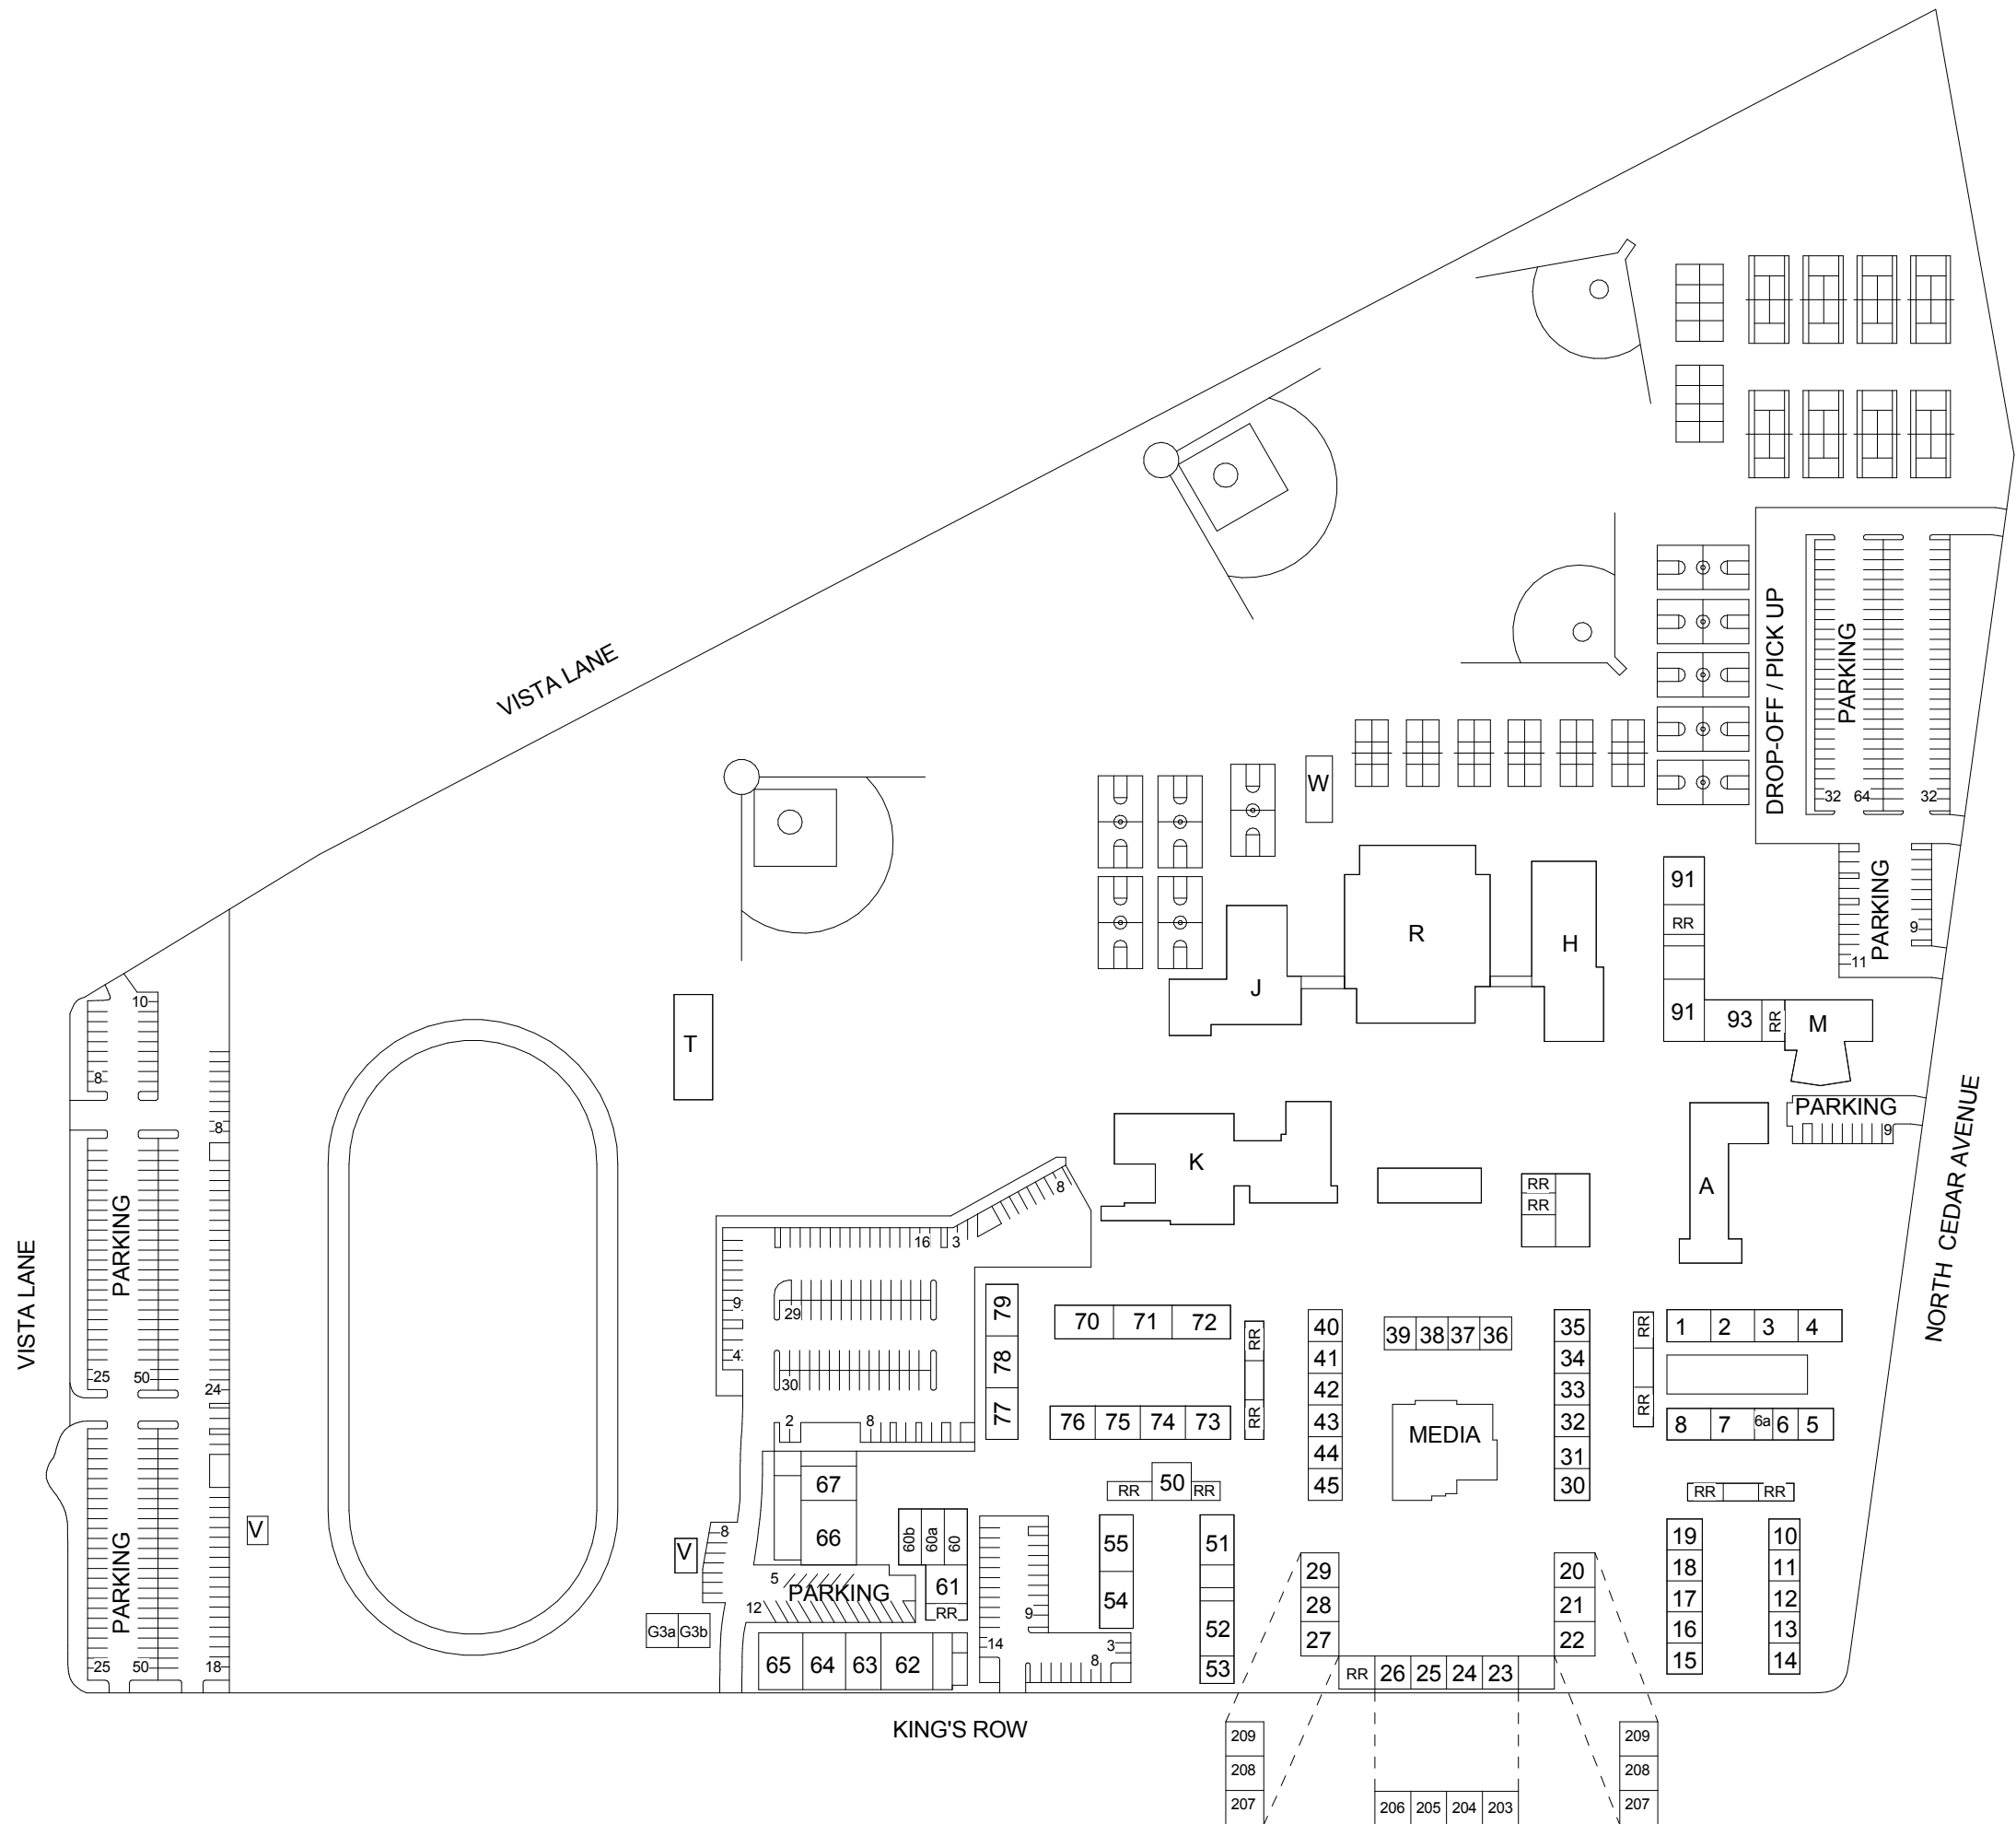 VISTA LANE
DROP-OFF / PICK UP
PARKING
32 64 32
W
91
PARKING
9
RR
11
R
H
J
10
T
91 93 RR M
8
8
PARKING
9
NORTH CEDAR AVENUE
K
A
RR
RR
8
VISTA LANE
PARKING
16 3
9
29
79
70 71 72
RR
40
39 38 37 36
35
RR
1 2 3 4
4
78
41
34
25 50 24
30
77
42
33
RR
2 8
76 75 74 73
RR
43
MEDIA
32
8 7 6a 6 5
44
31
67
RR 50 RR
45
30
RR RR
V
66
60b 60a 60
55
51
19
10
8
V
PARKING
5
PARKING
61
29
20
18
11
12
RR
9
54
28
21
17
12
G3a G3b
14
3
52
27
22
16
13
25 50 18
65 64 63 62
8
53
RR 26 25 24 23
15
14
KING'S ROW
209
209
208
208
207
206 205 204 203
207